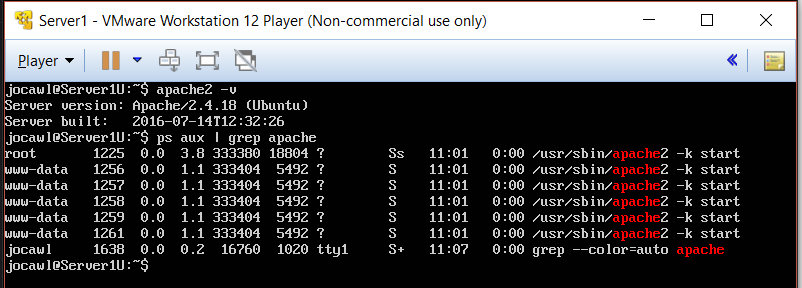 Server1 - VMware Workstation 12 Player (Non-commercial use only)
Player
jocawl@Server1U:~$ apache2 -v
Server version: Apache/2.4.18 (Ubuntu)
Server built:   2016-07-14T12:32:26
jocawl@Server1U:~$ ps aux | grep apache
root      1225  0.0  3.8 333380 18804 ?        Ss   11:01   0:00 /usr/sbin/apache2 -k start
www-data  1256  0.0  1.1 333404  5492 ?        S    11:01   0:00 /usr/sbin/apache2 -k start
www-data  1257  0.0  1.1 333404  5492 ?        S    11:01   0:00 /usr/sbin/apache2 -k start
www-data  1258  0.0  1.1 333404  5492 ?        S    11:01   0:00 /usr/sbin/apache2 -k start
www-data  1259  0.0  1.1 333404  5492 ?        S    11:01   0:00 /usr/sbin/apache2 -k start
www-data  1261  0.0  1.1 333404  5492 ?        S    11:01   0:00 /usr/sbin/apache2 -k start
jocawl    1638  0.0  0.2  16760  1020 tty1     S+   11:07   0:00 grep --color=auto apache
jocawl@Server1U:~$